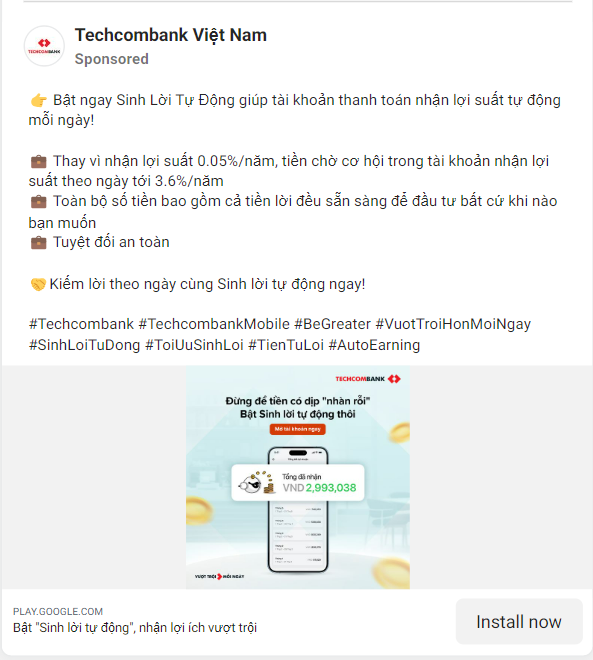 Techcombank Việt Nam
TECHCOMBANK
Sponsored
👉 Bật ngay Sinh Lời Tự Động giúp tài khoản thanh toán nhận lợi suất tự động
mỗi ngày!
💼 Thay vì nhận lợi suất 0.05%/năm, tiền chờ cơ hội trong tài khoản nhận lợi
suất theo ngày tới 3.6%/năm
💼 Toàn bộ số tiền bao gồm cả tiền lời đều sẵn sàng để đầu tư bất cứ khi nào
bạn muốn
💼 Tuyệt đối an toàn
🤝Kiếm lời theo ngày cùng Sinh lời tự động ngay!
#Techcombank #TechcombankMobile #BeGreater #VuotTroiHonMoiNgay
#SinhLoiTuDong #ToiUuSinhLoi #TienTuLoi #AutoEarning
TECHCOMBANK
Đừng để tiền có dịp "nhàn rỗi"
Bật Sinh lời tự động thôi
Mở tài khoản ngay
Tổng đã nhận
VND 2,993,038
VƯỢT TRỘI MỖI NGÀY
PLAY.GOOGLE.COM
Bật "Sinh lời tự động", nhận lợi ích vượt trội
Install now